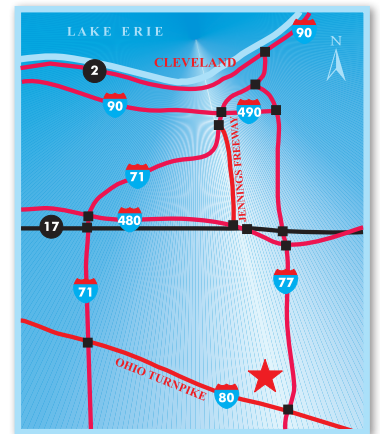 LAKE ERIE
90
N
CLEVELAND
2
90
490
JENNINGS FREEWAY
71
17
480
71
77
OHIO TURNPIKE
80